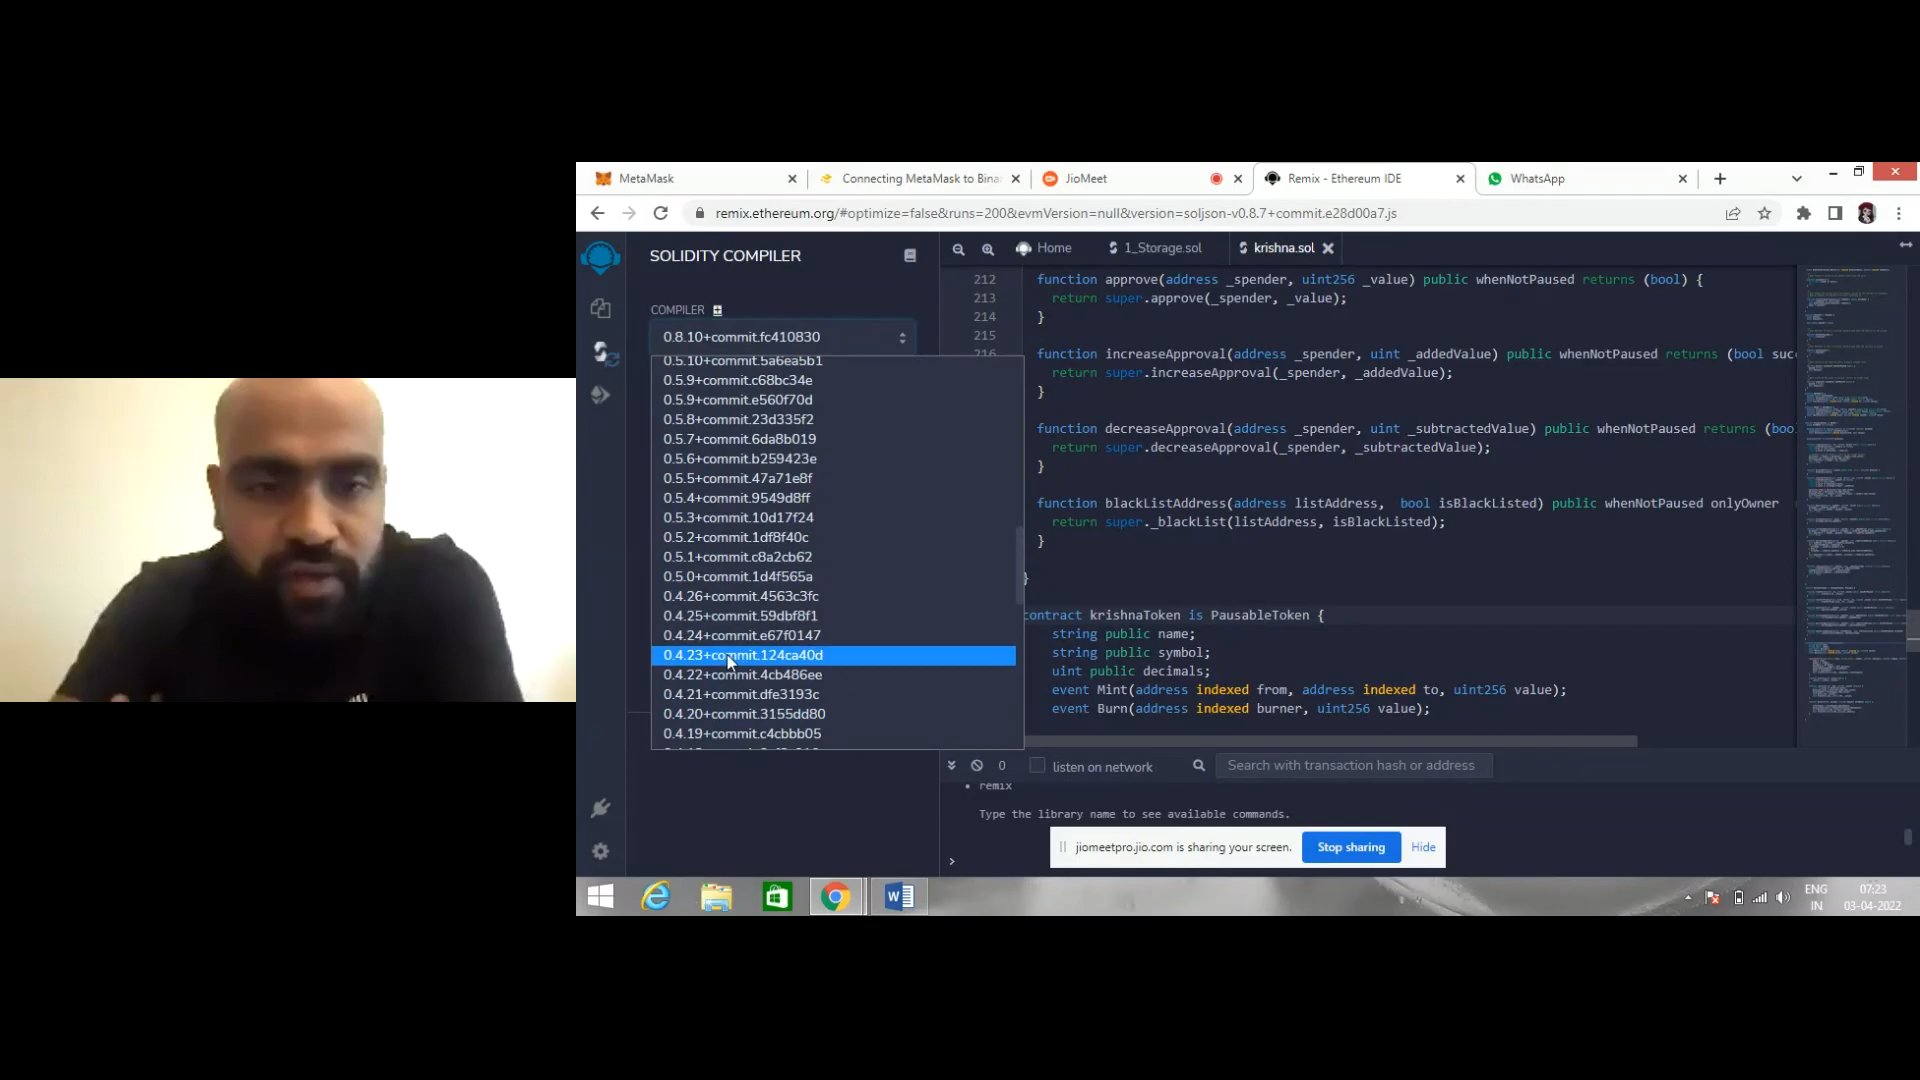 MetaMask
Connecting MetaMask to Bina
JioMeet
Remix - Ethereum IDE
WhatsApp
remix.ethereum.org/#optimize=false&runs=200&evmVersion=null&version=soljson-v0.8.7+commit.e28d00a7.js
SOLIDITY COMPILER
COMPILER
0.8.10+commit.fc410830
0.5.10+commit.5a6ea5b1
0.5.9+commit.c68bc34e
0.5.9+commit.e560f70d
0.5.8+commit.23d335f2
0.5.7+commit.6da8b019
0.5.6+commit.b259423e
0.5.5+commit.47a71e8f
0.5.4+commit.9549d8ff
0.5.3+commit.10d17f24
0.5.2+commit.1df8f40c
0.5.1+commit.c8a2cb62
0.5.0+commit.1d4f565a
0.4.26+commit.4563c3fc
0.4.25+commit.59dbf8f1
0.4.24+commit.e67f0147
0.4.23+commit.124ca40d
0.4.22+commit.4cb486ee
0.4.21+commit.dfe3193c
0.4.20+commit.3155dd80
0.4.19+commit.c4cbbb05
Home
1_Storage.sol
krishna.sol
212 function approve(address _spender, uint256 _value) public whenNotPaused returns (bool) {
213 return super.approve(_spender, _value);
214 }
215
216 function increaseApproval(address _spender, uint _addedValue) public whenNotPaused returns (bool suc
return super.increaseApproval(_spender, _addedValue);
}
function decreaseApproval(address _spender, uint _subtractedValue) public whenNotPaused returns (boo
return super.decreaseApproval(_spender, _subtractedValue);
}
function blackListAddress(address listAddress, bool isBlackListed) public whenNotPaused onlyOwner
return super._blackList(listAddress, isBlackListed);
}
}
contract krishnaToken is PausableToken {
string public name;
string public symbol;
uint public decimals;
event Mint(address indexed from, address indexed to, uint256 value);
event Burn(address indexed burner, uint256 value);
0
listen on network
Search with transaction hash or address
• remix
Type the library name to see available commands.
>
jiomeetpro.jio.com is sharing your screen.
Stop sharing
Hide
ENG
IN
07:23
03-04-2022